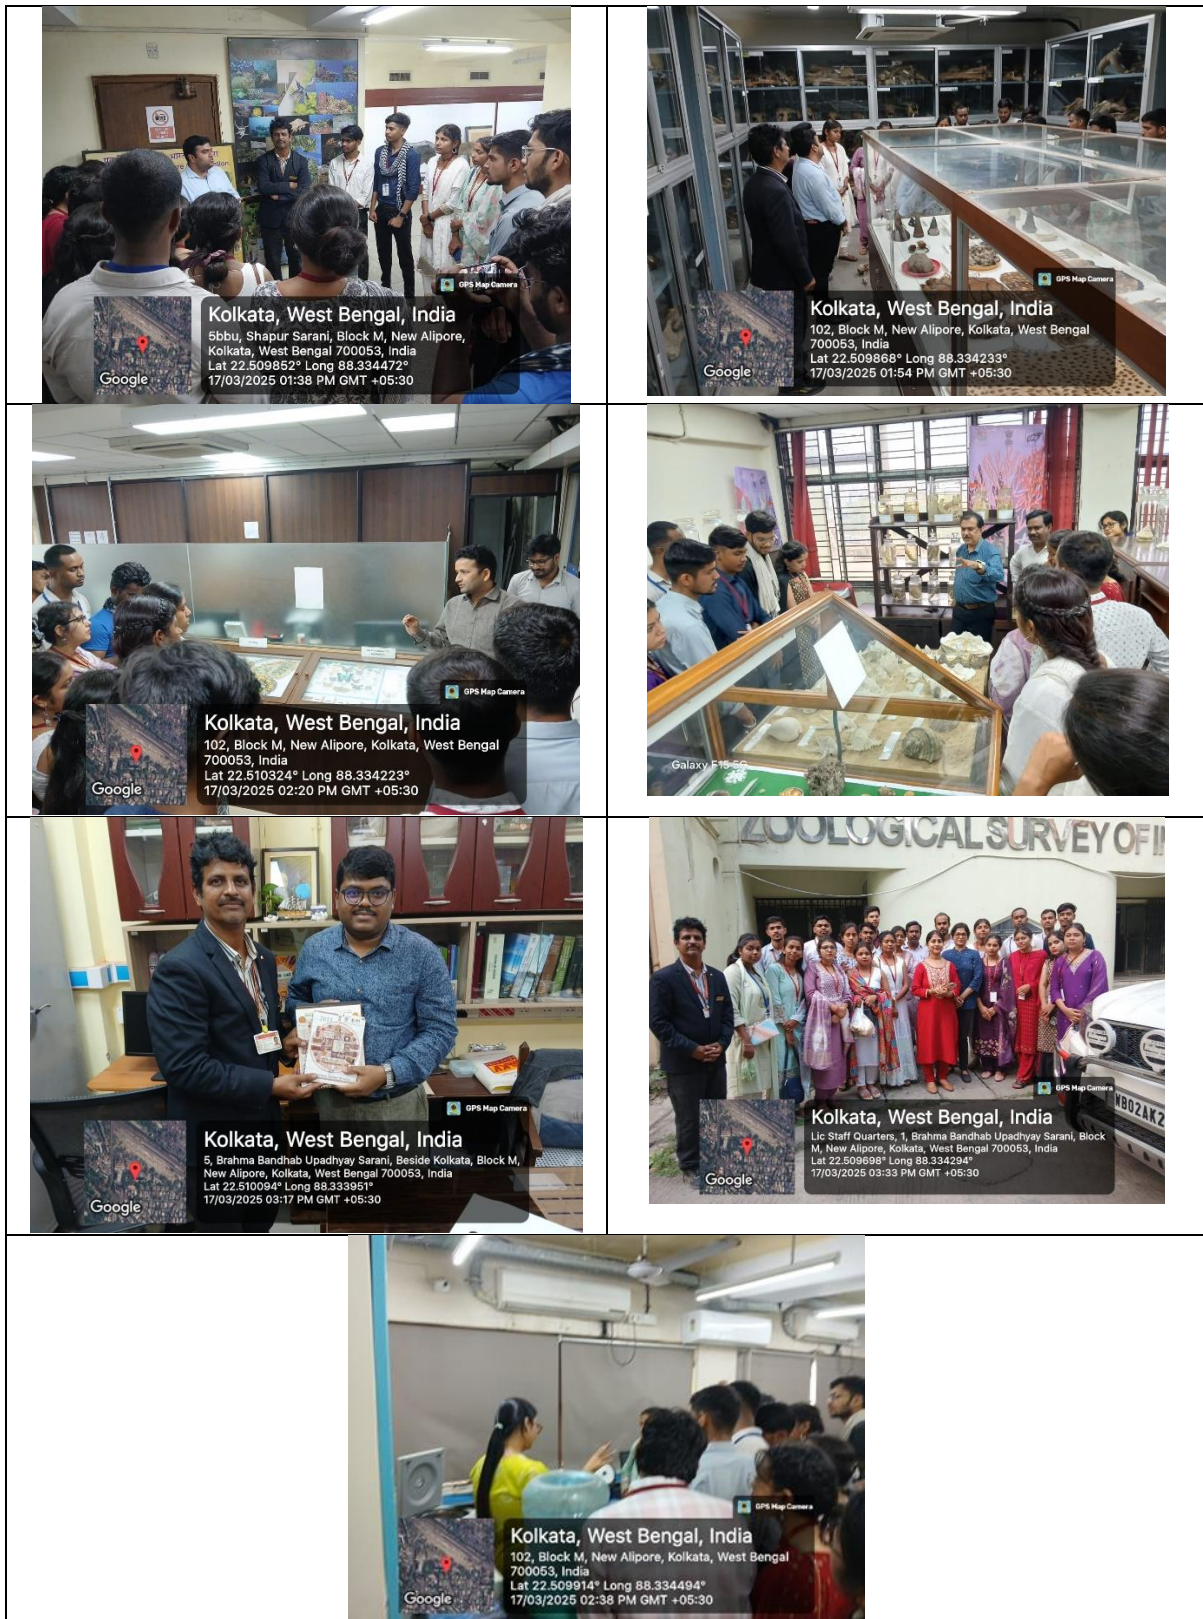 GPS Map Camera
Kolkata, West Bengal, India
5bbu, Shapur Sarani, Block M, New Alipore,
Kolkata, West Bengal 700053, India
Lat 22.509852° Long 88.334472°
17/03/2025 01:38 PM GMT +05:30
Google
GPS Map Camera
Kolkata, West Bengal, India
102, Block M, New Alipore, Kolkata, West Bengal
700053, India
Lat 22.509868° Long 88.334233°
17/03/2025 01:54 PM GMT +05:30
Google
GPS Map Camera
Kolkata, West Bengal, India
102, Block M, New Alipore, Kolkata, West Bengal
700053, India
Lat 22.510324° Long 88.334223°
17/03/2025 02:20 PM GMT +05:30
Google
Galaxy F15 5G
GPS Map Camera
Kolkata, West Bengal, India
5, Brahma Bandhab Upadhyay Sarani, Beside Kolkata, Block M,
New Alipore, Kolkata, West Bengal 700053, India
Lat 22.510094° Long 88.333951°
17/03/2025 03:17 PM GMT +05:30
Google
ZOOLOGICAL SURVEY OF
GPS Map Camera
WB02AK2
Kolkata, West Bengal, India
Lic Staff Quarters, 1, Brahma Bandhab Upadhyay Sarani, Block
M, New Alipore, Kolkata, West Bengal 700053, India
Lat 22.509698° Long 88.334294°
17/03/2025 03:33 PM GMT +05:30
Google
GPS Map Camera
Kolkata, West Bengal, India
102, Block M, New Alipore, Kolkata, West Bengal
700053, India
Lat 22.509914° Long 88.334494°
17/03/2025 02:38 PM GMT +05:30
Google